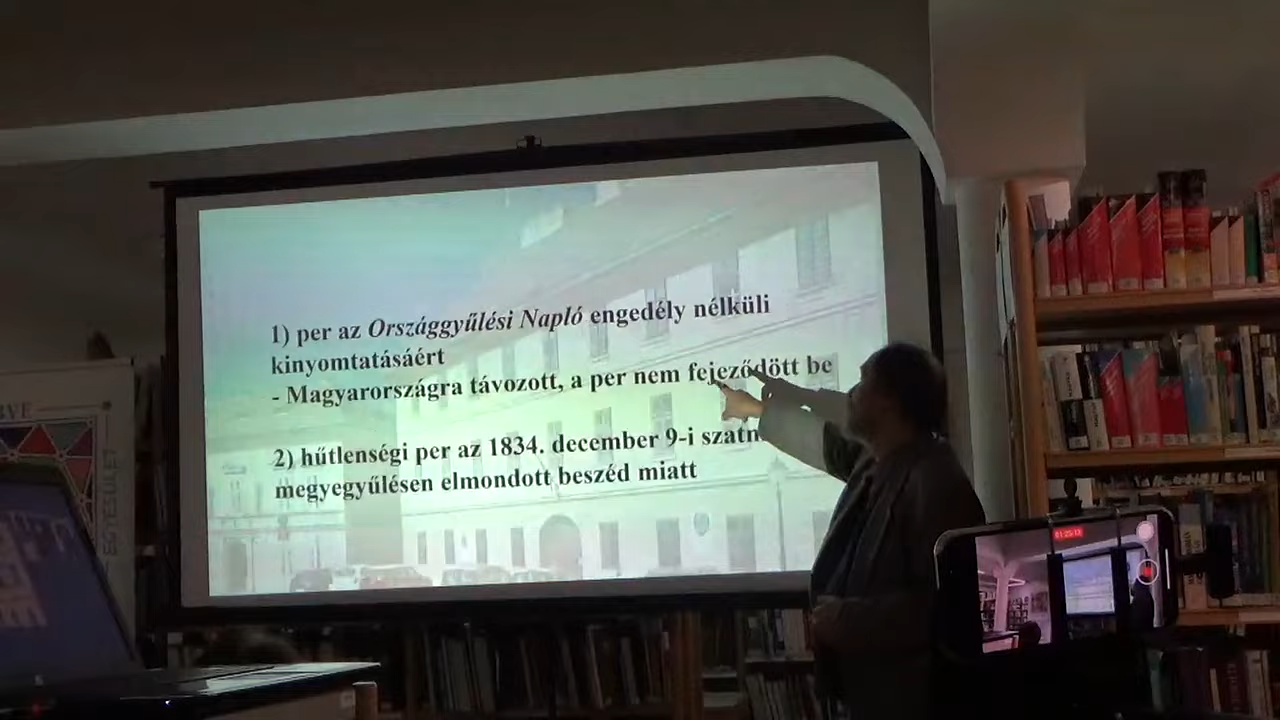 1) per az Országgyűlési Napló engedély nélküli
kinyomtatásáért
- Magyarországra távozott, a per nem fejeződött be
2) hűtlenségi per az 1834. december 9-i
megyegyűlésen elmondott beszéd miatt
EGYESÜLET